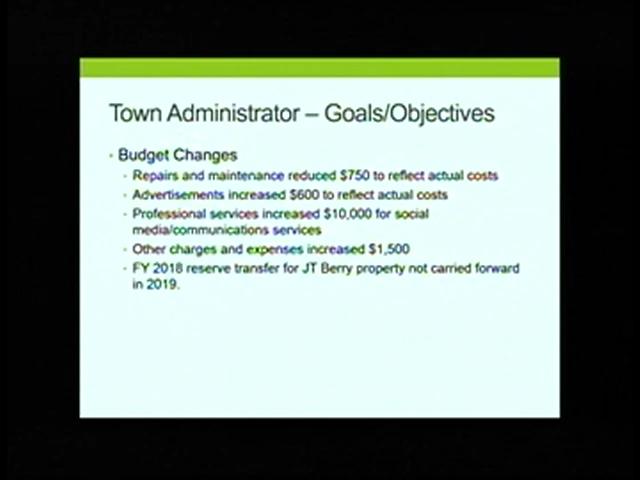 Town Administrator – Goals/Objectives
• Budget Changes
• Repairs and maintenance reduced $750 to reflect actual costs
• Advertisements increased $600 to reflect actual costs
• Professional services increased $10,000 for social
media/communications services
• Other charges and expenses increased $1,500
• FY 2018 reserve transfer for JT Berry property not carried forward
in 2019.